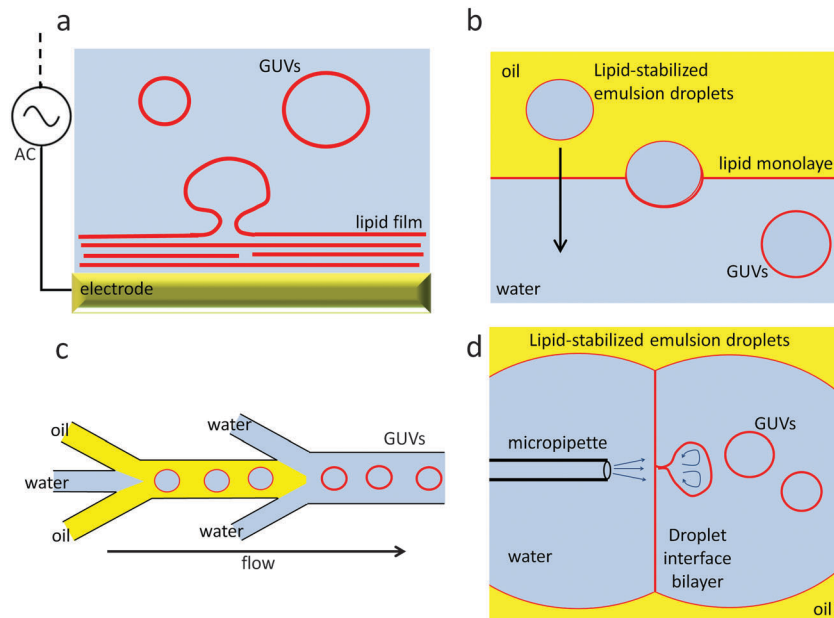 a
GUVs
AC
lipid film
electrode
b
oil
Lipid-stabilized
emulsion droplets
lipid monolaye
GUVs
water
c
oil
water
oil
water
water
GUVs
flow
d
Lipid-stabilized emulsion droplets
GUVs
micropipette
water
Droplet
interface
bilayer
oil